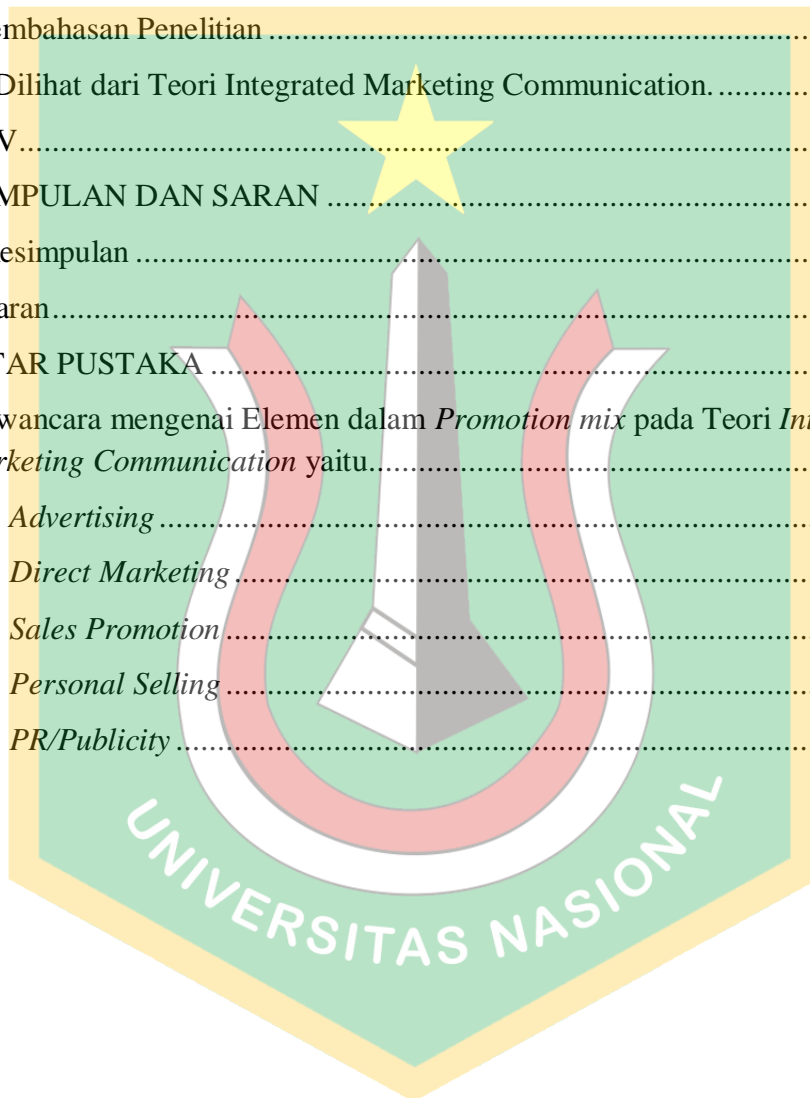 embahasan Penelitian ....................................................................
Dilihat dari Teori Integrated Marketing Communication. ............
V....................................................................................................
MPULAN DAN SARAN ............................................................
esimpulan .....................................................................................
aran................................................................................................
TAR PUSTAKA ...........................................................................
wancara mengenai Elemen dalam Promotion mix pada Teori In
rketing Communication yaitu.......................................................
Advertising ....................................................................................
Direct Marketing ...........................................................................
Sales Promotion ............................................................................
Personal Selling ............................................................................
PR/Publicity ..................................................................................
UNIVERSITAS NASIONAL